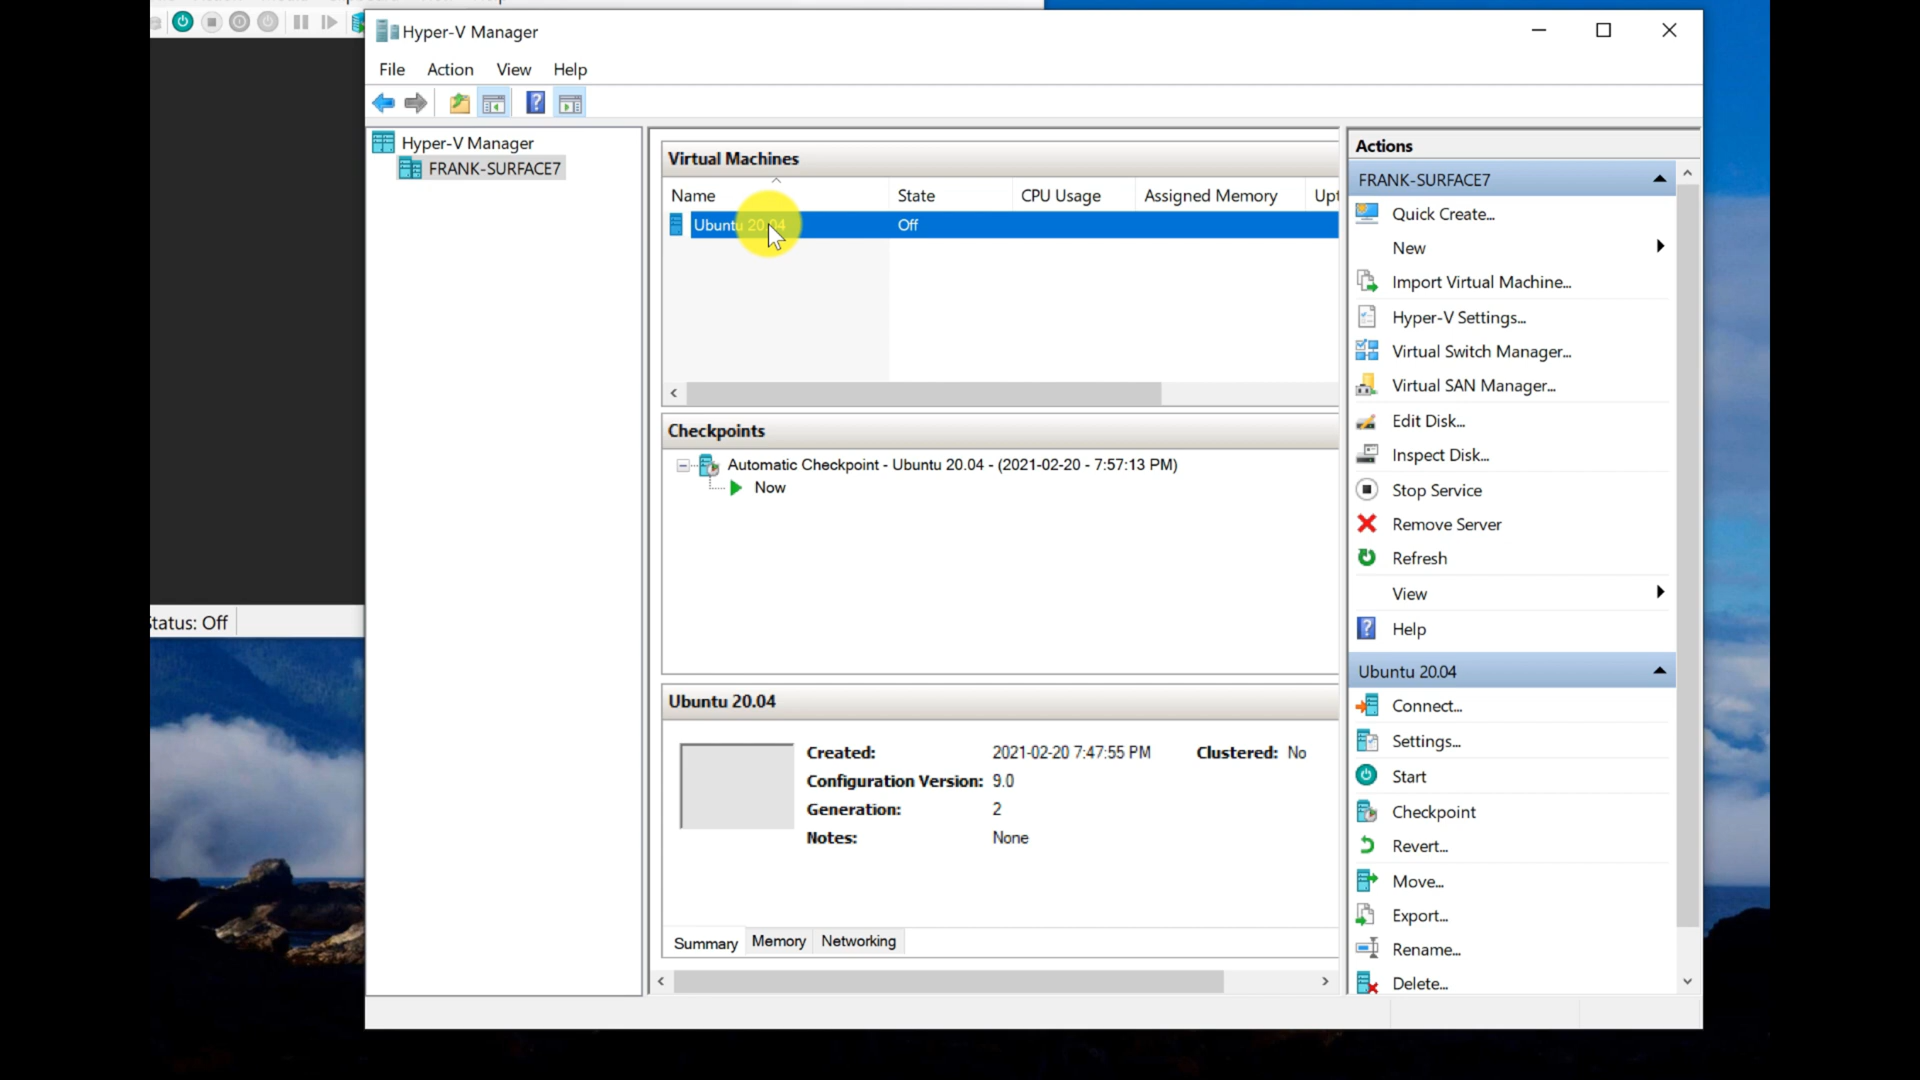 Hyper-V Manager
File Action View Help
Hyper-V Manager
FRANK-SURFACE7
Virtual Machines
Name State CPU Usage Assigned Memory Upt
Ubuntu 20.04 Off
Checkpoints
Automatic Checkpoint - Ubuntu 20.04 - (2021-02-20 - 7:57:13 PM)
Now
Ubuntu 20.04
Created: 2021-02-20 7:47:55 PM Clustered: No
Configuration Version: 9.0
Generation: 2
Notes: None
Summary Memory Networking
Actions
FRANK-SURFACE7
Quick Create...
New
Import Virtual Machine...
Hyper-V Settings...
Virtual Switch Manager...
Virtual SAN Manager...
Edit Disk...
Inspect Disk...
Stop Service
Remove Server
Refresh
View
Help
Ubuntu 20.04
Connect...
Settings...
Start
Checkpoint
Revert...
Move...
Export...
Rename...
Delete...
tatus: Off